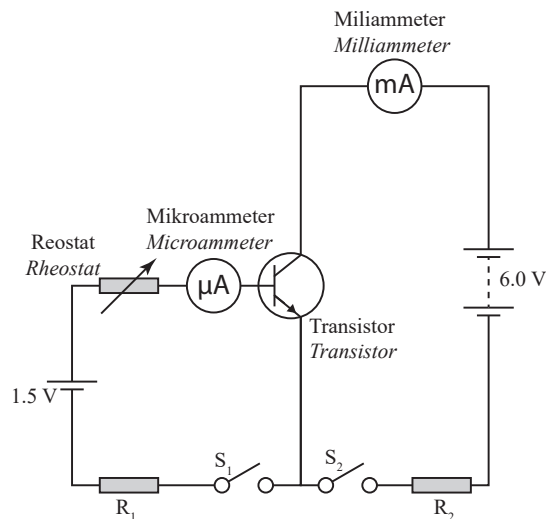 Miliammeter
Milliammeter
mA
Mikroammeter
Microammeter
Reostat
Rheostat
μA
6.0 V
Transistor
Transistor
1.5 V
S₁
S₂
R₁
R₂